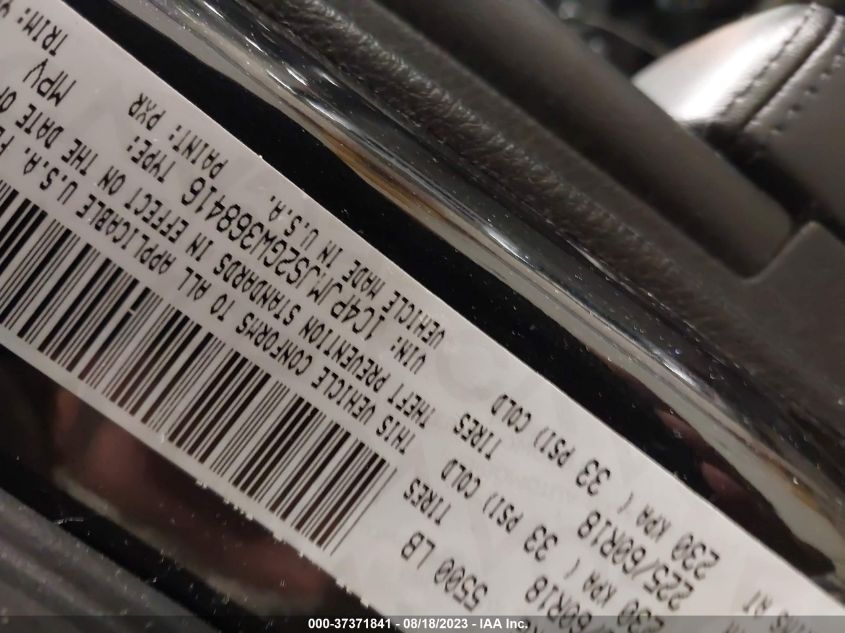 5500 LB
/60R18 TIRES
230 KPA ( 33 PSI) COLD
225/60R18 TIRES
230 KPA ( 33 PSI) COLD
AT
THIS VEHICLE CONFORMS TO ALL APPLICABLE U.S.A. FE
THEFT PREVENTION STANDARDS IN EFFECT ON THE DATE OF
VIN: 1C4PJMJS2GW368416 TYPE: MPV
VEHICLE MADE IN U.S.A. PAINT: PXR TRIM:
000-37371841 - 08/18/2023 - IAA Inc.